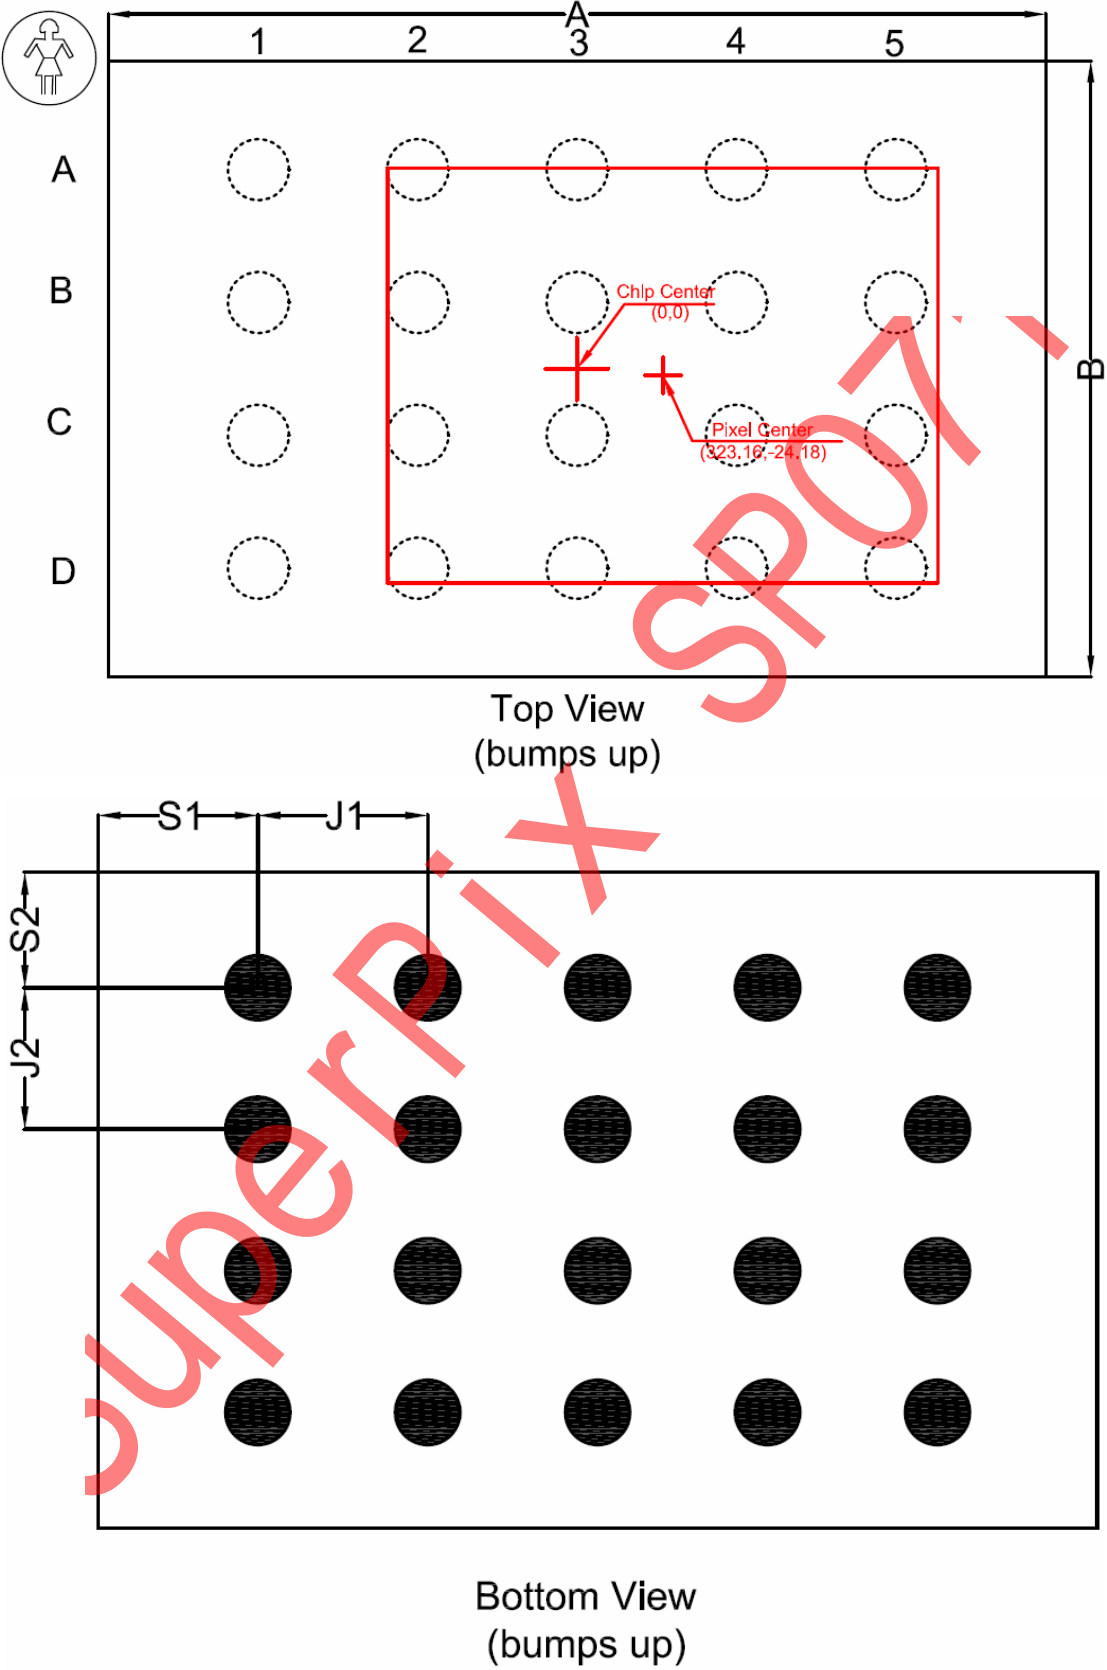 A
1 2 3 4 5
A
B
C
D
B
Chip Center
(0,0)
Pixel Center
(323.16,-24.18)
Top View
(bumps up)
S1 J1
S2
J2
Bottom View
(bumps up)
SuperPix SP07